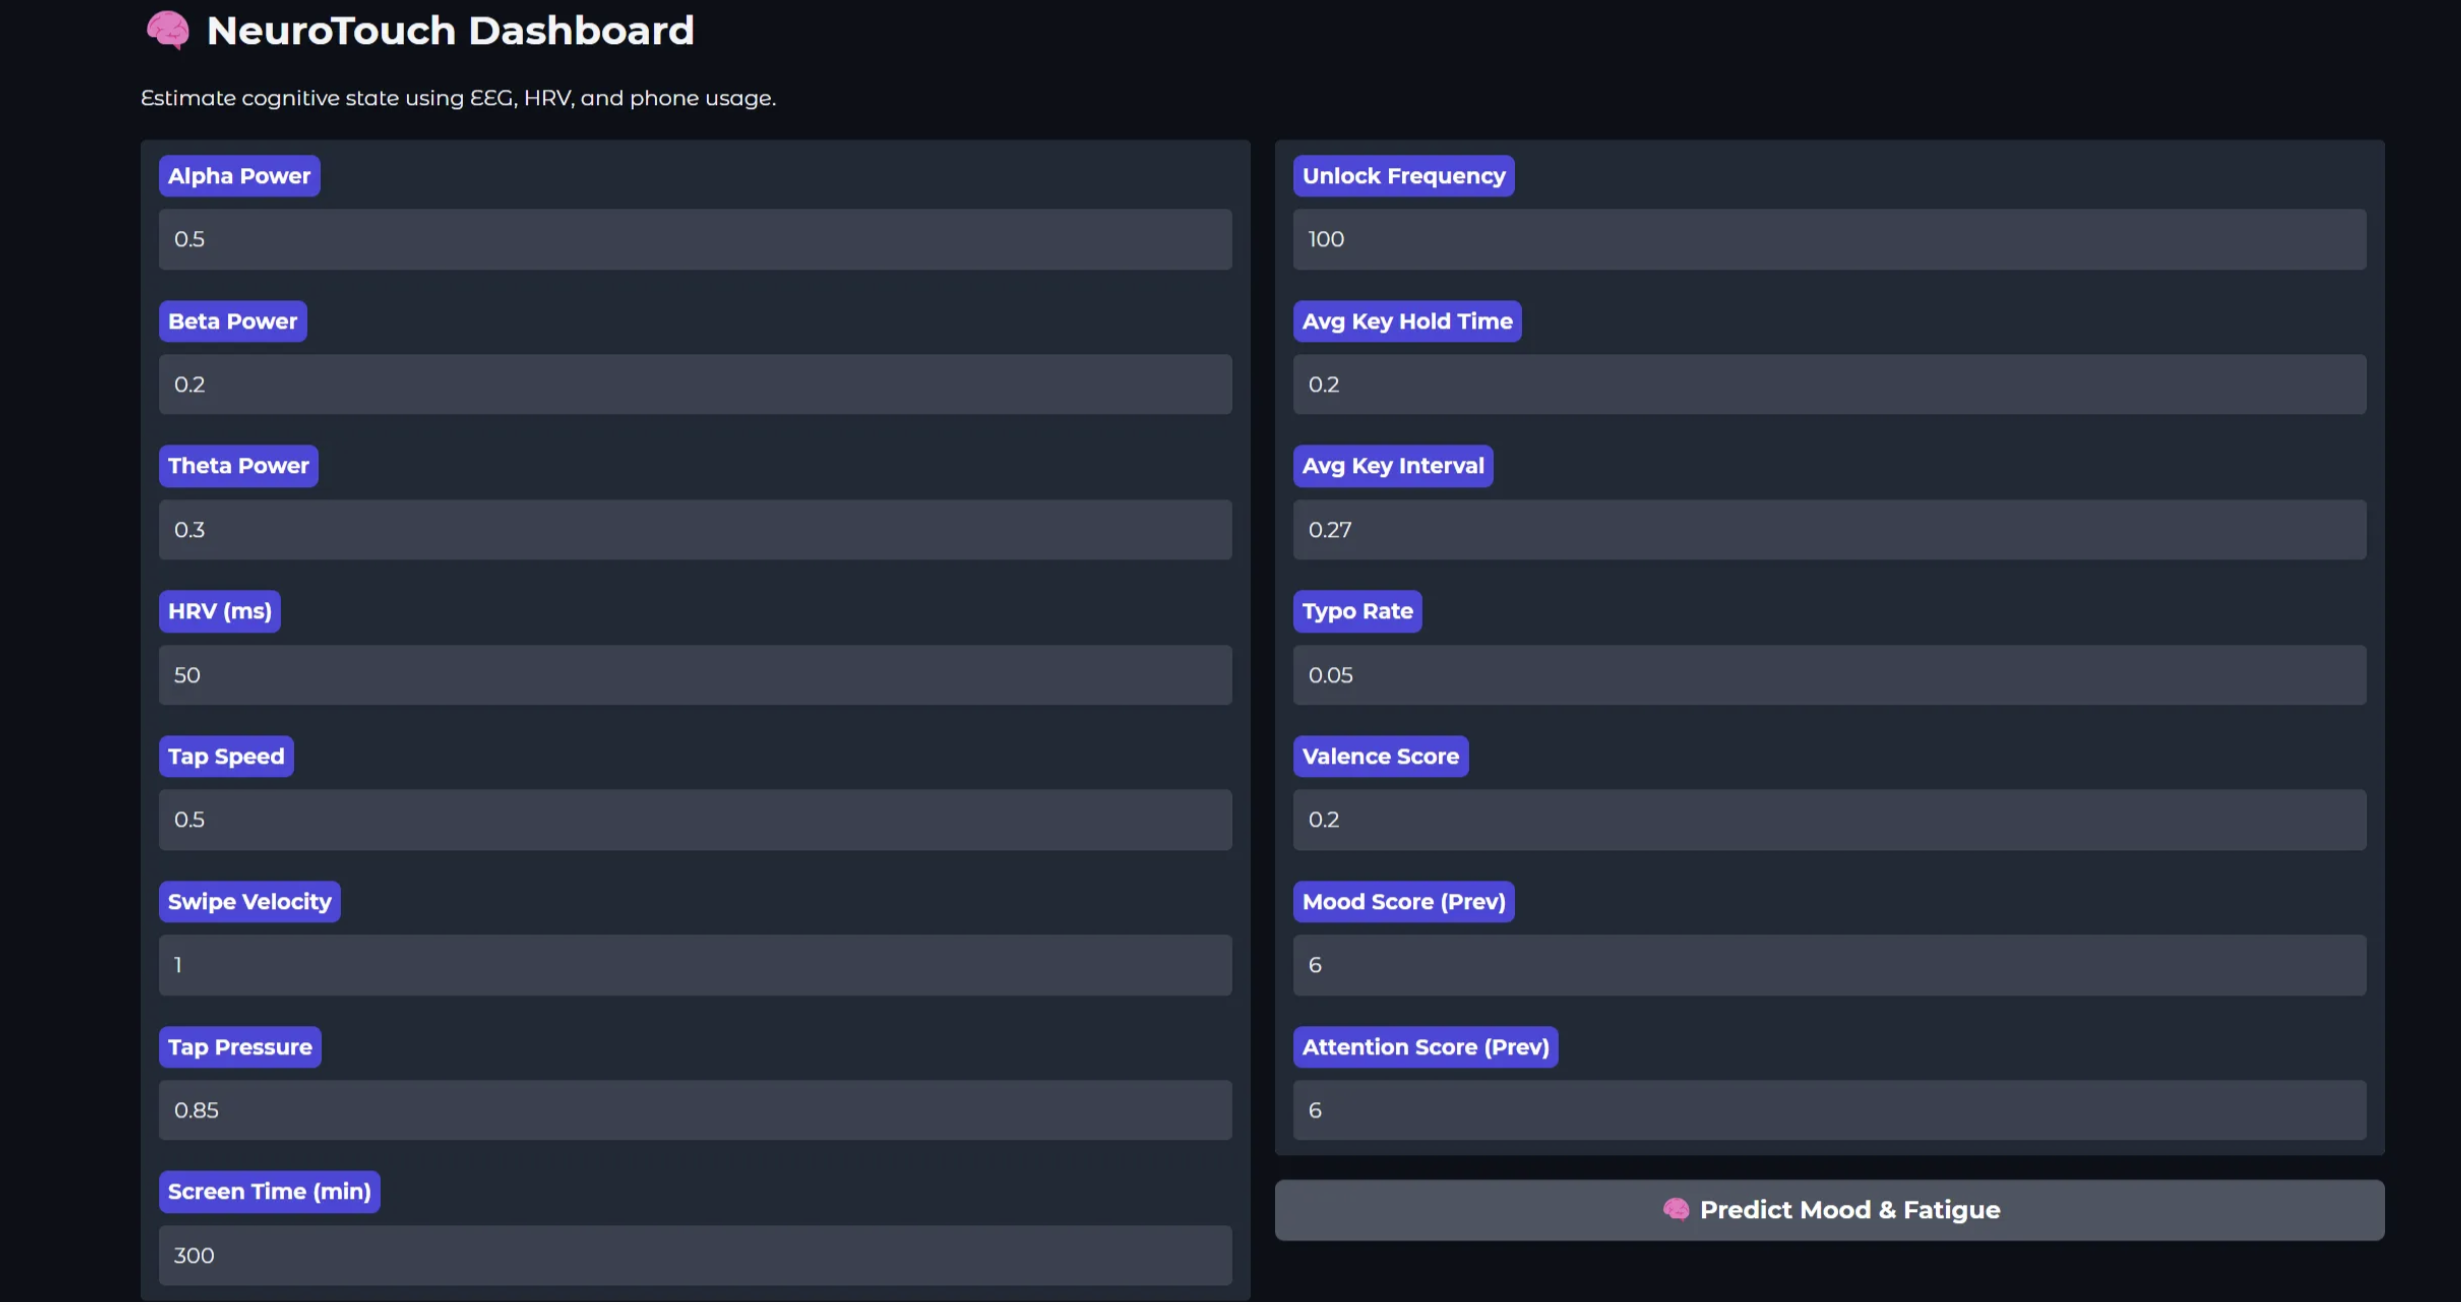 NeuroTouch Dashboard
Estimate cognitive state using EEG, HRV, and phone usage.
Alpha Power
0.5
Beta Power
0.2
Theta Power
0.3
HRV (ms)
50
Tap Speed
0.5
Swipe Velocity
1
Tap Pressure
0.85
Screen Time (min)
300
Unlock Frequency
100
Avg Key Hold Time
0.2
Avg Key Interval
0.27
Typo Rate
0.05
Valence Score
0.2
Mood Score (Prev)
6
Attention Score (Prev)
6
Predict Mood & Fatigue